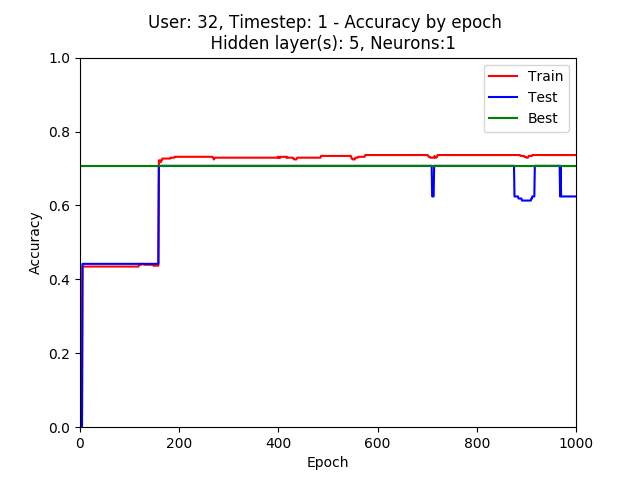 User: 32, Timestep: 1 - Accuracy by epoch
Hidden layer(s): 5, Neurons:1
1.0
0.8
0.6
0.4
0.2
0.0
Accuracy
Train
Test
Best
0 200 400 600 800 1000
Epoch